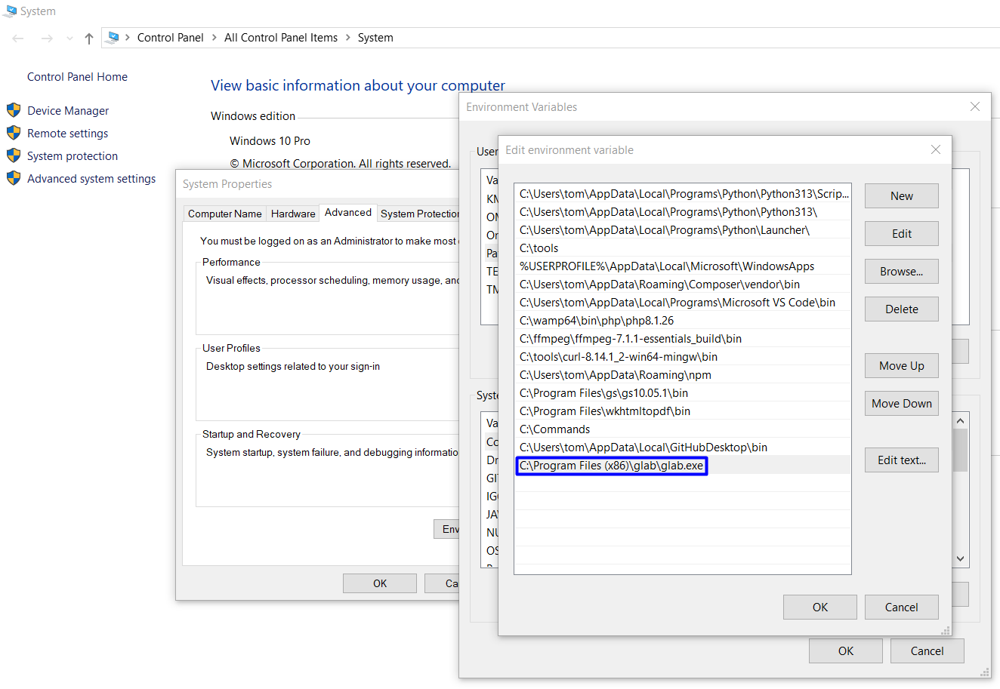 System
Control Panel > All Control Panel Items > System
Control Panel Home
Device Manager
Remote settings
System protection
Advanced system settings
View basic information about your computer
Windows edition
Windows 10 Pro
© Microsoft Corporation. All rights reserved.
System Properties
Computer Name
Hardware
Advanced
System Protection
You must be logged on as an Administrator to make most
Performance
Visual effects, processor scheduling, memory usage, and
User Profiles
Desktop settings related to your sign-in
Startup and Recovery
System startup, system failure, and debugging informatio
Env
OK
Ca
Environment Variables
User
Va
KM
OM
On
Pa
TE
TM
Syste
Va
Co
Dr
GI
IG
JA
NU
OS
OK
Cancel
Edit environment variable
C:\Users\tom\AppData\Local\Programs\Python\Python313\Scrip...
C:\Users\tom\AppData\Local\Programs\Python\Python313\
C:\Users\tom\AppData\Local\Programs\Python\Launcher\
C:\tools
%USERPROFILE%\AppData\Local\Microsoft\WindowsApps
C:\Users\tom\AppData\Roaming\Composer\vendor\bin
C:\Users\tom\AppData\Local\Programs\Microsoft VS Code\bin
C:\wamp64\bin\php\php8.1.26
C:\ffmpeg\ffmpeg-7.1.1-essentials_build\bin
C:\tools\curl-8.14.1_2-win64-mingw\bin
C:\Users\tom\AppData\Roaming\npm
C:\Program Files\gs\gs10.05.1\bin
C:\Program Files\wkhtmltopdf\bin
C:\Commands
C:\Users\tom\AppData\Local\GitHubDesktop\bin
C:\Program Files (x86)\glab\glab.exe
New
Edit
Browse...
Delete
Move Up
Move Down
Edit text...
OK
Cancel